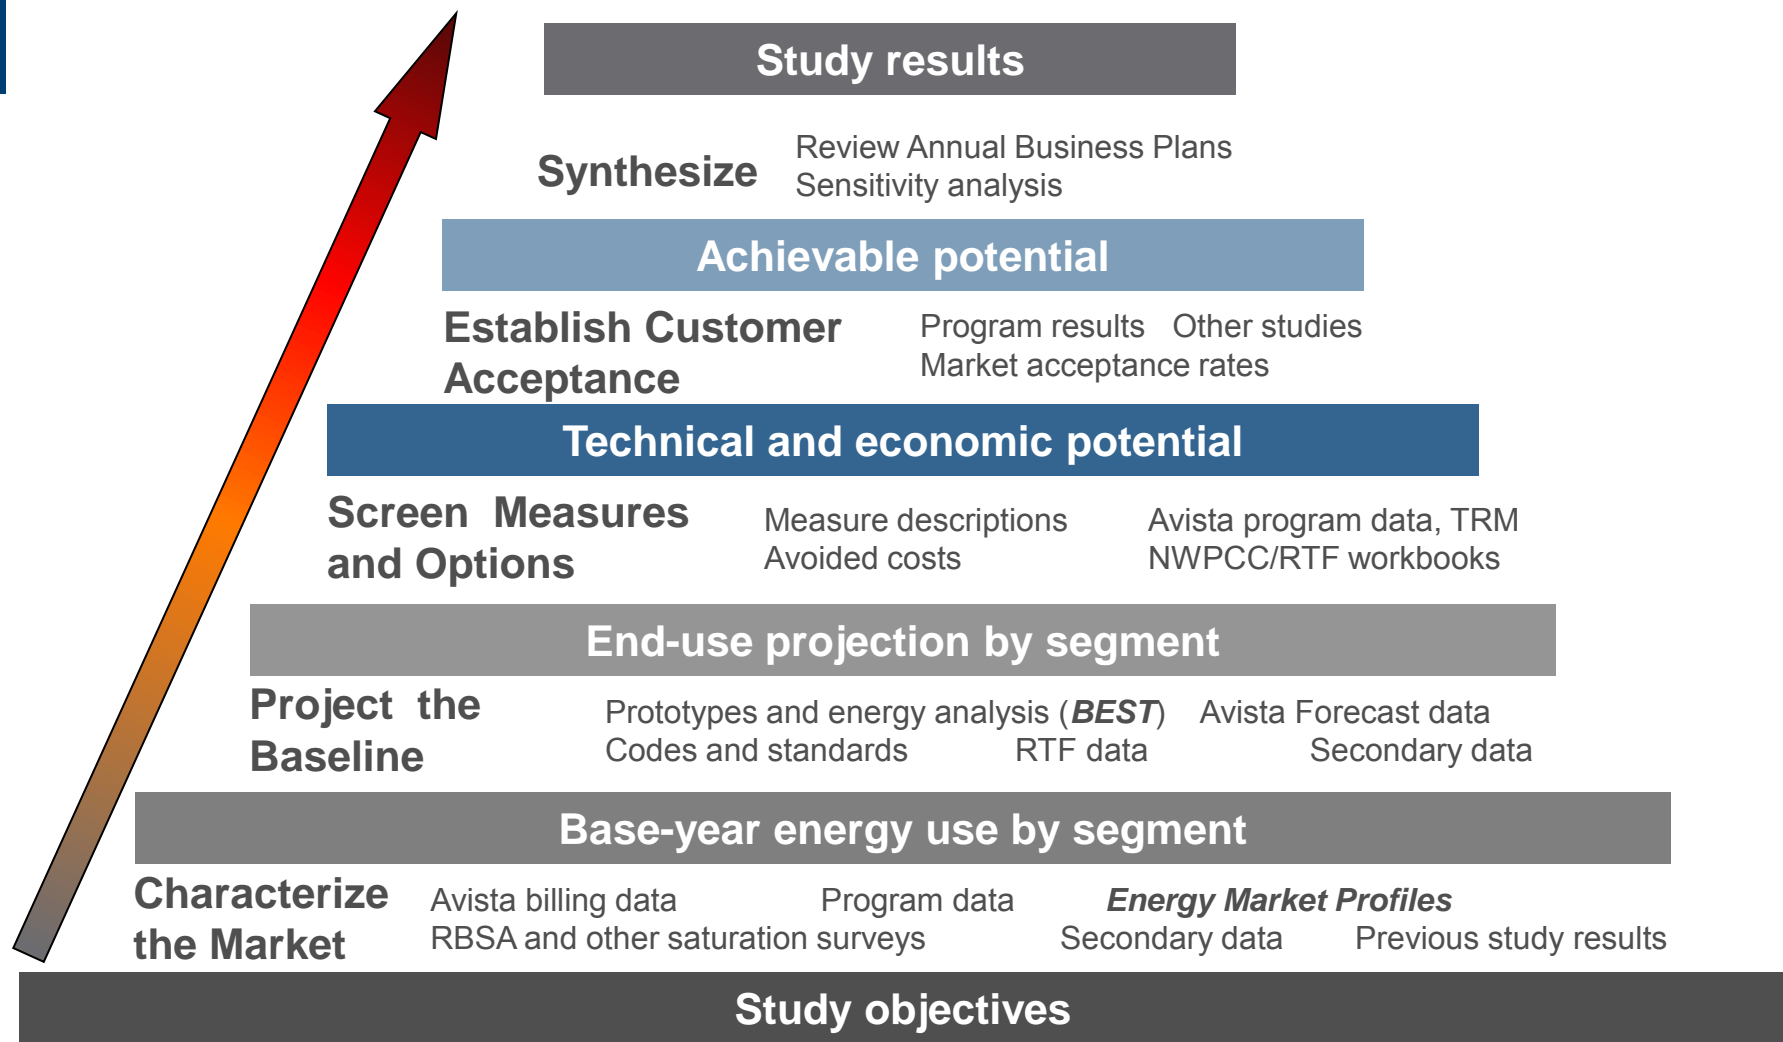 Study results
Synthesize
Review Annual Business Plans
Sensitivity analysis
Achievable potential
Establish Customer
Acceptance
Program results Other studies
Market acceptance rates
Technical and economic potential
Screen Measures
and Options
Measure descriptions
Avoided costs
Avista program data, TRM
NWPCC/RTF workbooks
End-use projection by segment
Project the
Baseline
Prototypes and energy analysis (BEST) Avista Forecast data
Codes and standards RTF data Secondary data
Base-year energy use by segment
Characterize
the Market
Avista billing data Program data Energy Market Profiles
RBSA and other saturation surveys Secondary data Previous study results
Study objectives